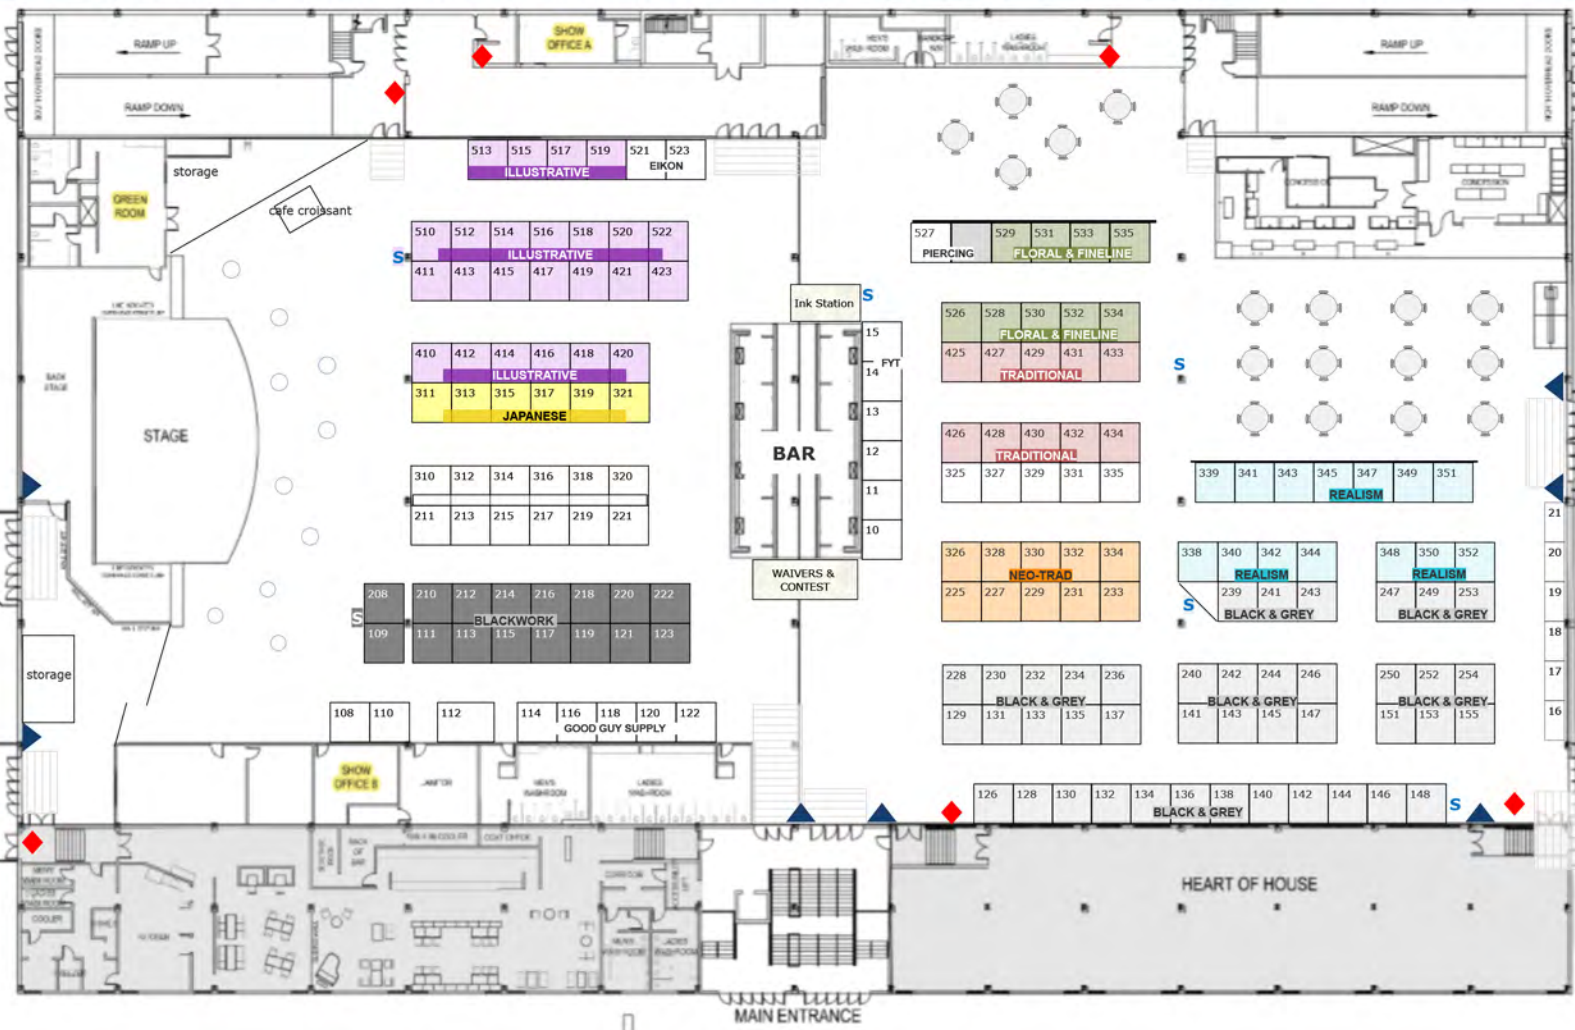 RAMP UP
SHOW
OFFICE A
RAMP UP
RAMP DOWN
RAMP DOWN
storage
513 515 517 519 521 523
ILLUSTRATIVE EIKON
GREEN
ROOM
cafe croissant
CONCESSION
510 512 514 516 518 520 522
S ILLUSTRATIVE
411 413 415 417 419 421 423
527 529 531 533 535
PIERCING FLORAL & FINELINE
Ink Station S
526 528 530 532 534
FLORAL & FINELINE
425 427 429 431 433
TRADITIONAL
S
15
FYT
14
13
12
11
10
410 412 414 416 418 420
ILLUSTRATIVE
311 313 315 317 319 321
JAPANESE
BACK
STAGE
STAGE
BAR
426 428 430 432 434
TRADITIONAL
325 327 329 331 335
339 341 343 345 347 349 351
REALISM
310 312 314 316 318 320
211 213 215 217 219 221
21
20
19
18
17
16
WAIVERS &
CONTEST
326 328 330 332 334
NEO-TRAD
225 227 229 231 233
338 340 342 344
REALISM
239 241 243
S BLACK & GREY
348 350 352
REALISM
247 249 253
BLACK & GREY
208 210 212 214 216 218 220 222
S BLACKWORK
109 111 113 115 117 119 121 123
storage
228 230 232 234 236
BLACK & GREY
129 131 133 135 137
240 242 244 246
BLACK & GREY
141 143 145 147
250 252 254
BLACK & GREY
151 153 155
108 110 112 114 116 118 120 122
GOOD GUY SUPPLY
SHOW
OFFICE B
JANITOR
MEN'S
WASHROOM
LADIES
WASHROOM
126 128 130 132 134 136 138 140 142 144 146 148
BLACK & GREY S
BACK
OF
BAR
COOLER
HEART OF HOUSE
MAIN ENTRANCE